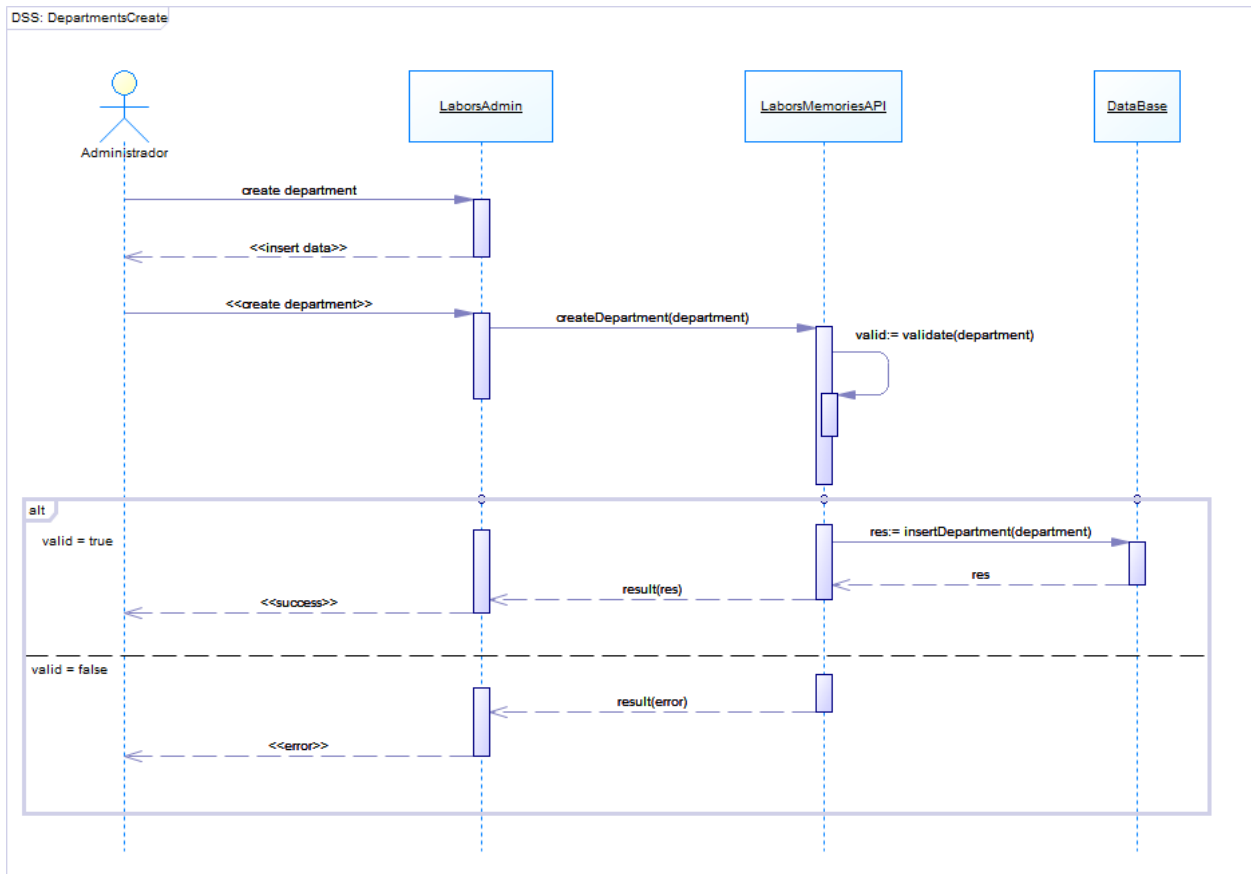 DSS: DepartmentsCreate
LaborsAdmin
LaborsMemoriesAPI
DataBase
Administrador
create department
<<insert data>>
<<create department>>
createDepartment(department)
valid:= validate(department)
alt
valid = true
res:= insertDepartment(department)
res
result(res)
<<success>>
valid = false
result(error)
<<error>>